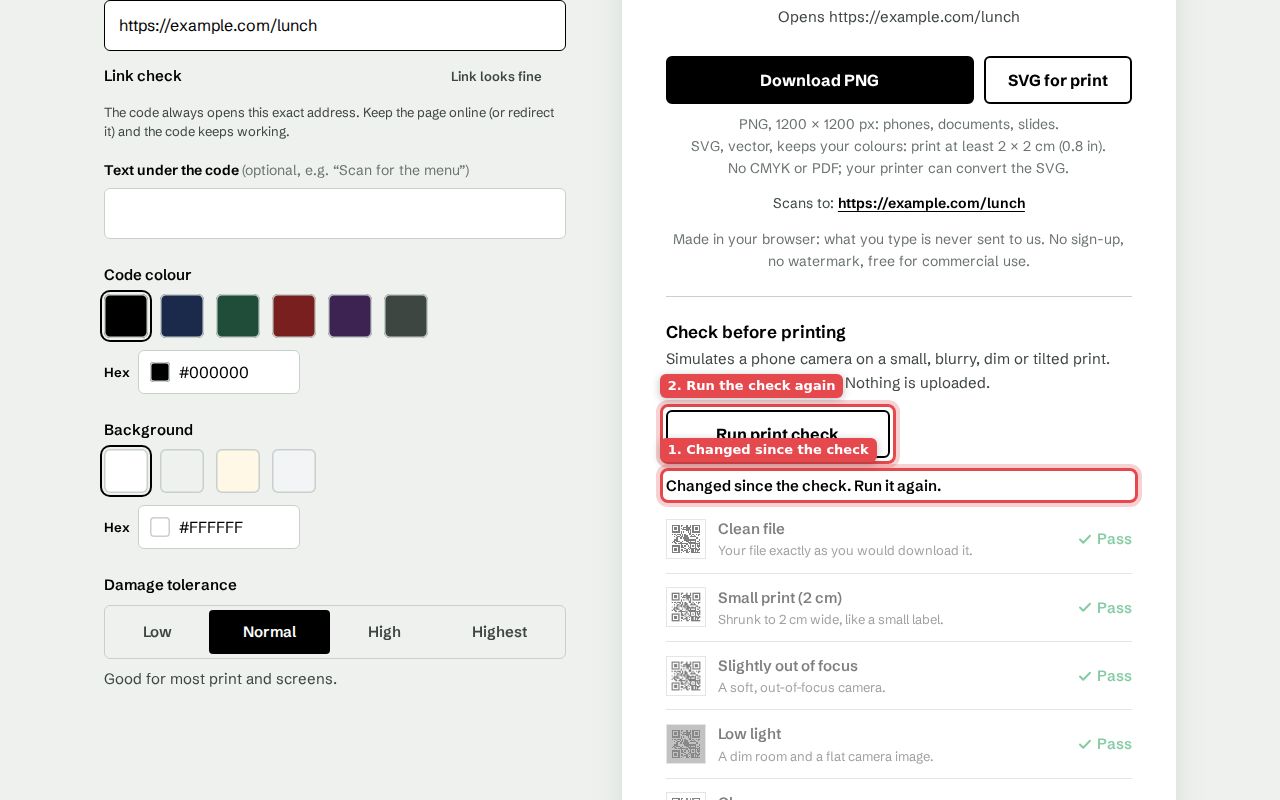 https://example.com/lunch
Link check
Link looks fine
The code always opens this exact address. Keep the page online (or redirect
it) and the code keeps working.
Text under the code (optional, e.g. “Scan for the menu”)
Code colour
Hex
#000000
Background
Hex
#FFFFFF
Damage tolerance
Low
Normal
High
Highest
Good for most print and screens.
Opens https://example.com/lunch
Download PNG
SVG for print
PNG, 1200 × 1200 px: phones, documents, slides.
SVG, vector, keeps your colours: print at least 2 × 2 cm (0.8 in).
No CMYK or PDF; your printer can convert the SVG.
Scans to: https://example.com/lunch
Made in your browser: what you type is never sent to us. No sign-up,
no watermark, free for commercial use.
Check before printing
Simulates a phone camera on a small, blurry, dim or tilted print.
2. Run the check again
Nothing is uploaded.
Run print check
1. Changed since the check
Changed since the check. Run it again.
Clean file
Your file exactly as you would download it.
Pass
Small print (2 cm)
Shrunk to 2 cm wide, like a small label.
Pass
Slightly out of focus
A soft, out-of-focus camera.
Pass
Low light
A dim room and a flat camera image.
Pass